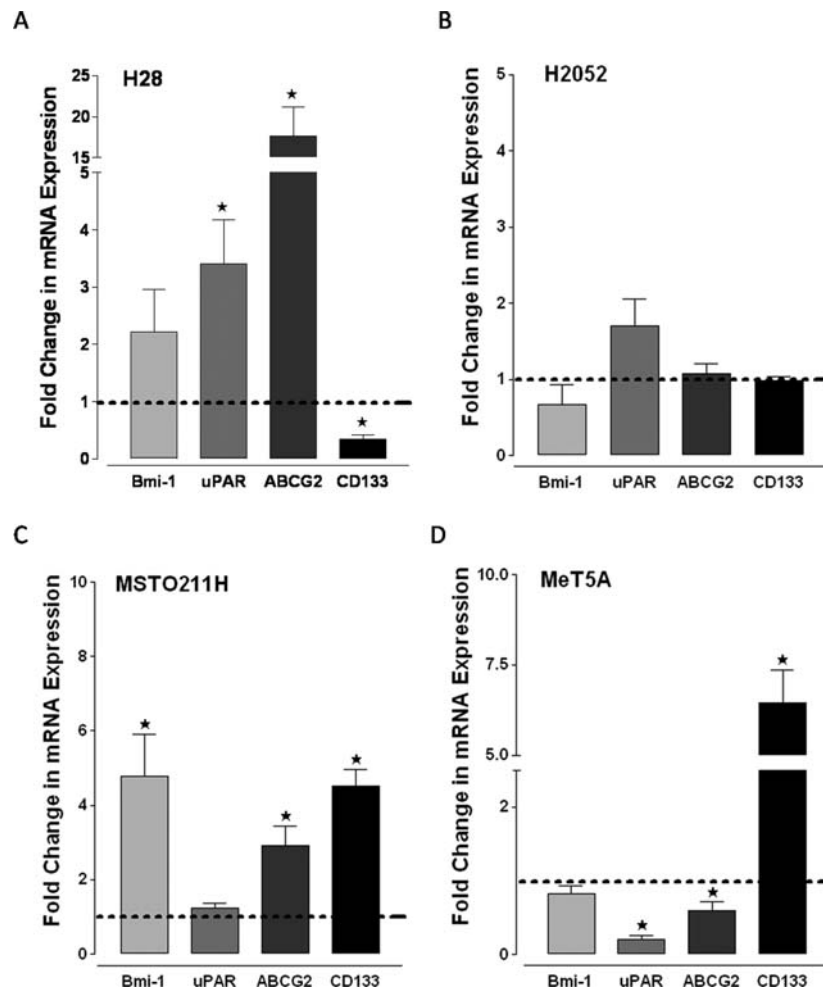 A
H28
Fold Change in mRNA Expression
25
20
15
5
4
3
2
1
0
Bmi-1 uPAR ABCG2 CD133
B
H2052
Fold Change in mRNA Expression
5
4
3
2
1
0
Bmi-1 uPAR ABCG2 CD133
C
MSTO211H
Fold Change in mRNA Expression
10
8
6
4
2
0
Bmi-1 uPAR ABCG2 CD133
D
MeT5A
Fold Change in mRNA Expression
10.0
7.5
5.0
2
0
Bmi-1 uPAR ABCG2 CD133